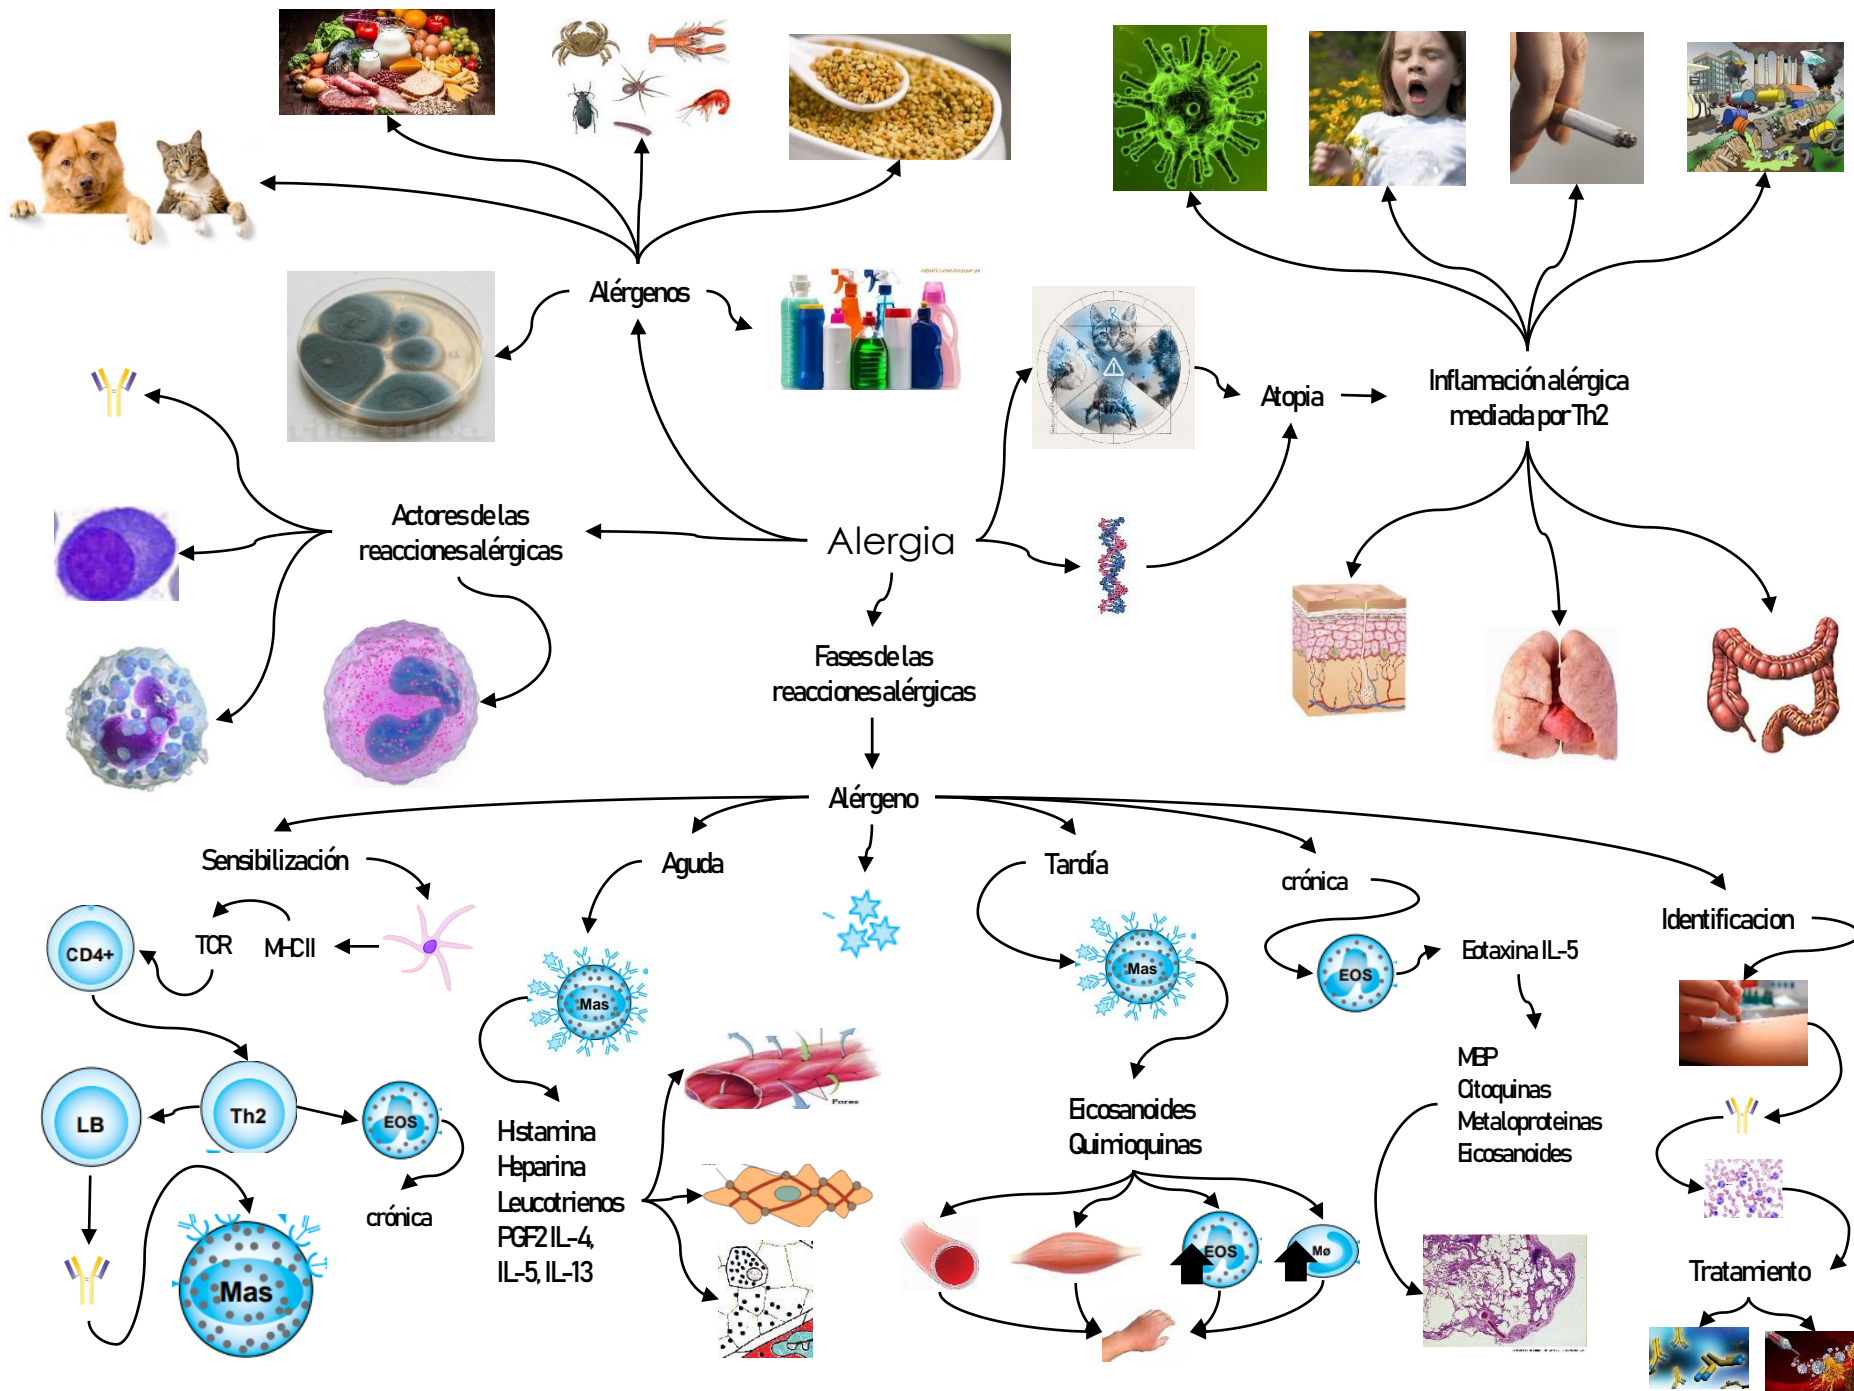 Alérgenos
R
Inflamación alérgica
mediada por Th2
Atopia
Actores de las
reacciones alérgicas
Alergia
Fases de las
reacciones alérgicas
Alérgeno
Sensibilización
Aguda
Tardía
crónica
Identificacion
CD4+
TCR
MHCII
Mas
Mas
EOS
Eotaxina IL-5
LB
Th2
EOS
crónica
Mas
Histamina
Heparina
Leucotrienos
PGF2 IL-4,
IL-5, IL-13
Pores
Eicosanoides
Quimioquinas
EOS
Mø
MBP
Citoquinas
Metaloproteinas
Eicosanoides
Tratamiento